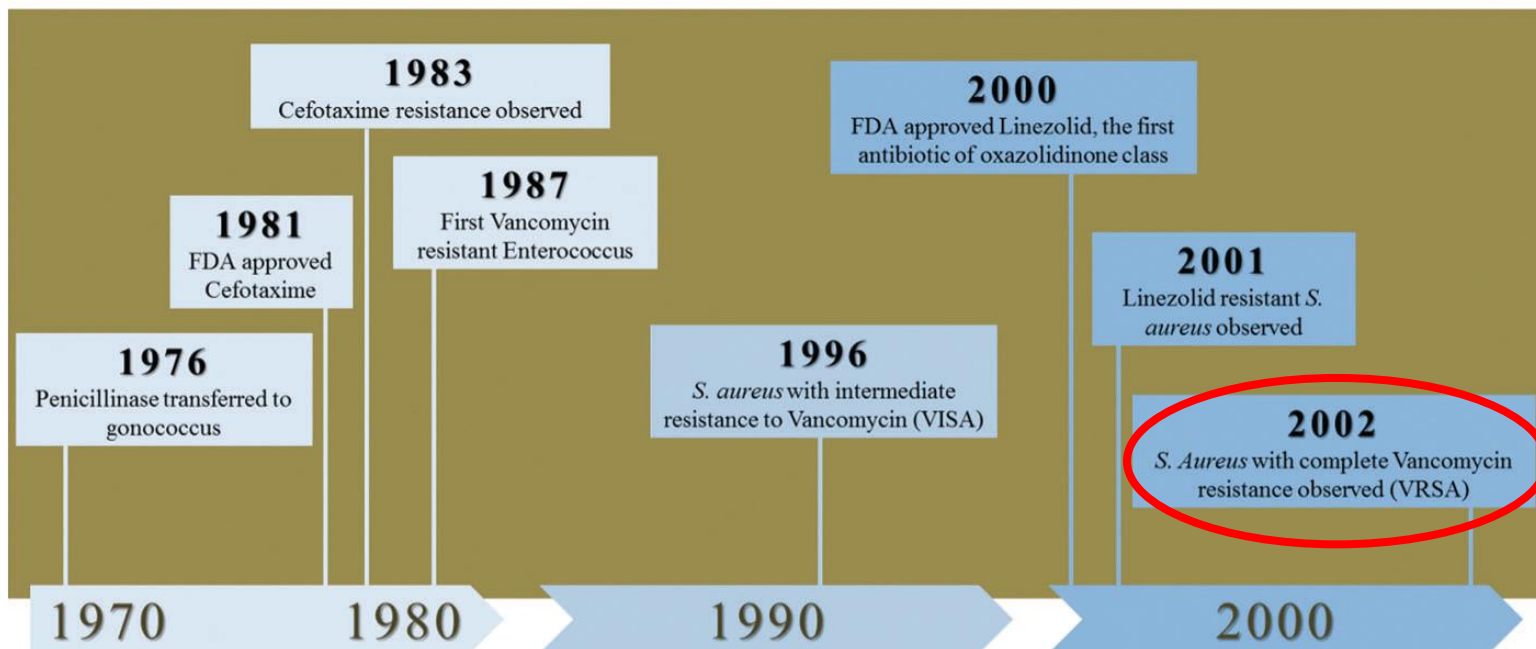 1983
Cefotaxime resistance observed
2000
FDA approved Linezolid, the first
antibiotic of oxazolidinone class
1987
First Vancomycin
resistant Enterococcus
1981
FDA approved
Cefotaxime
2001
Linezolid resistant S.
aureus observed
1976
Penicillinase transferred to
gonococcus
1996
S. aureus with intermediate
resistance to Vancomycin (VISA)
2002
S. Aureus with complete Vancomycin
resistance observed (VRSA)
1970
1980
1990
2000